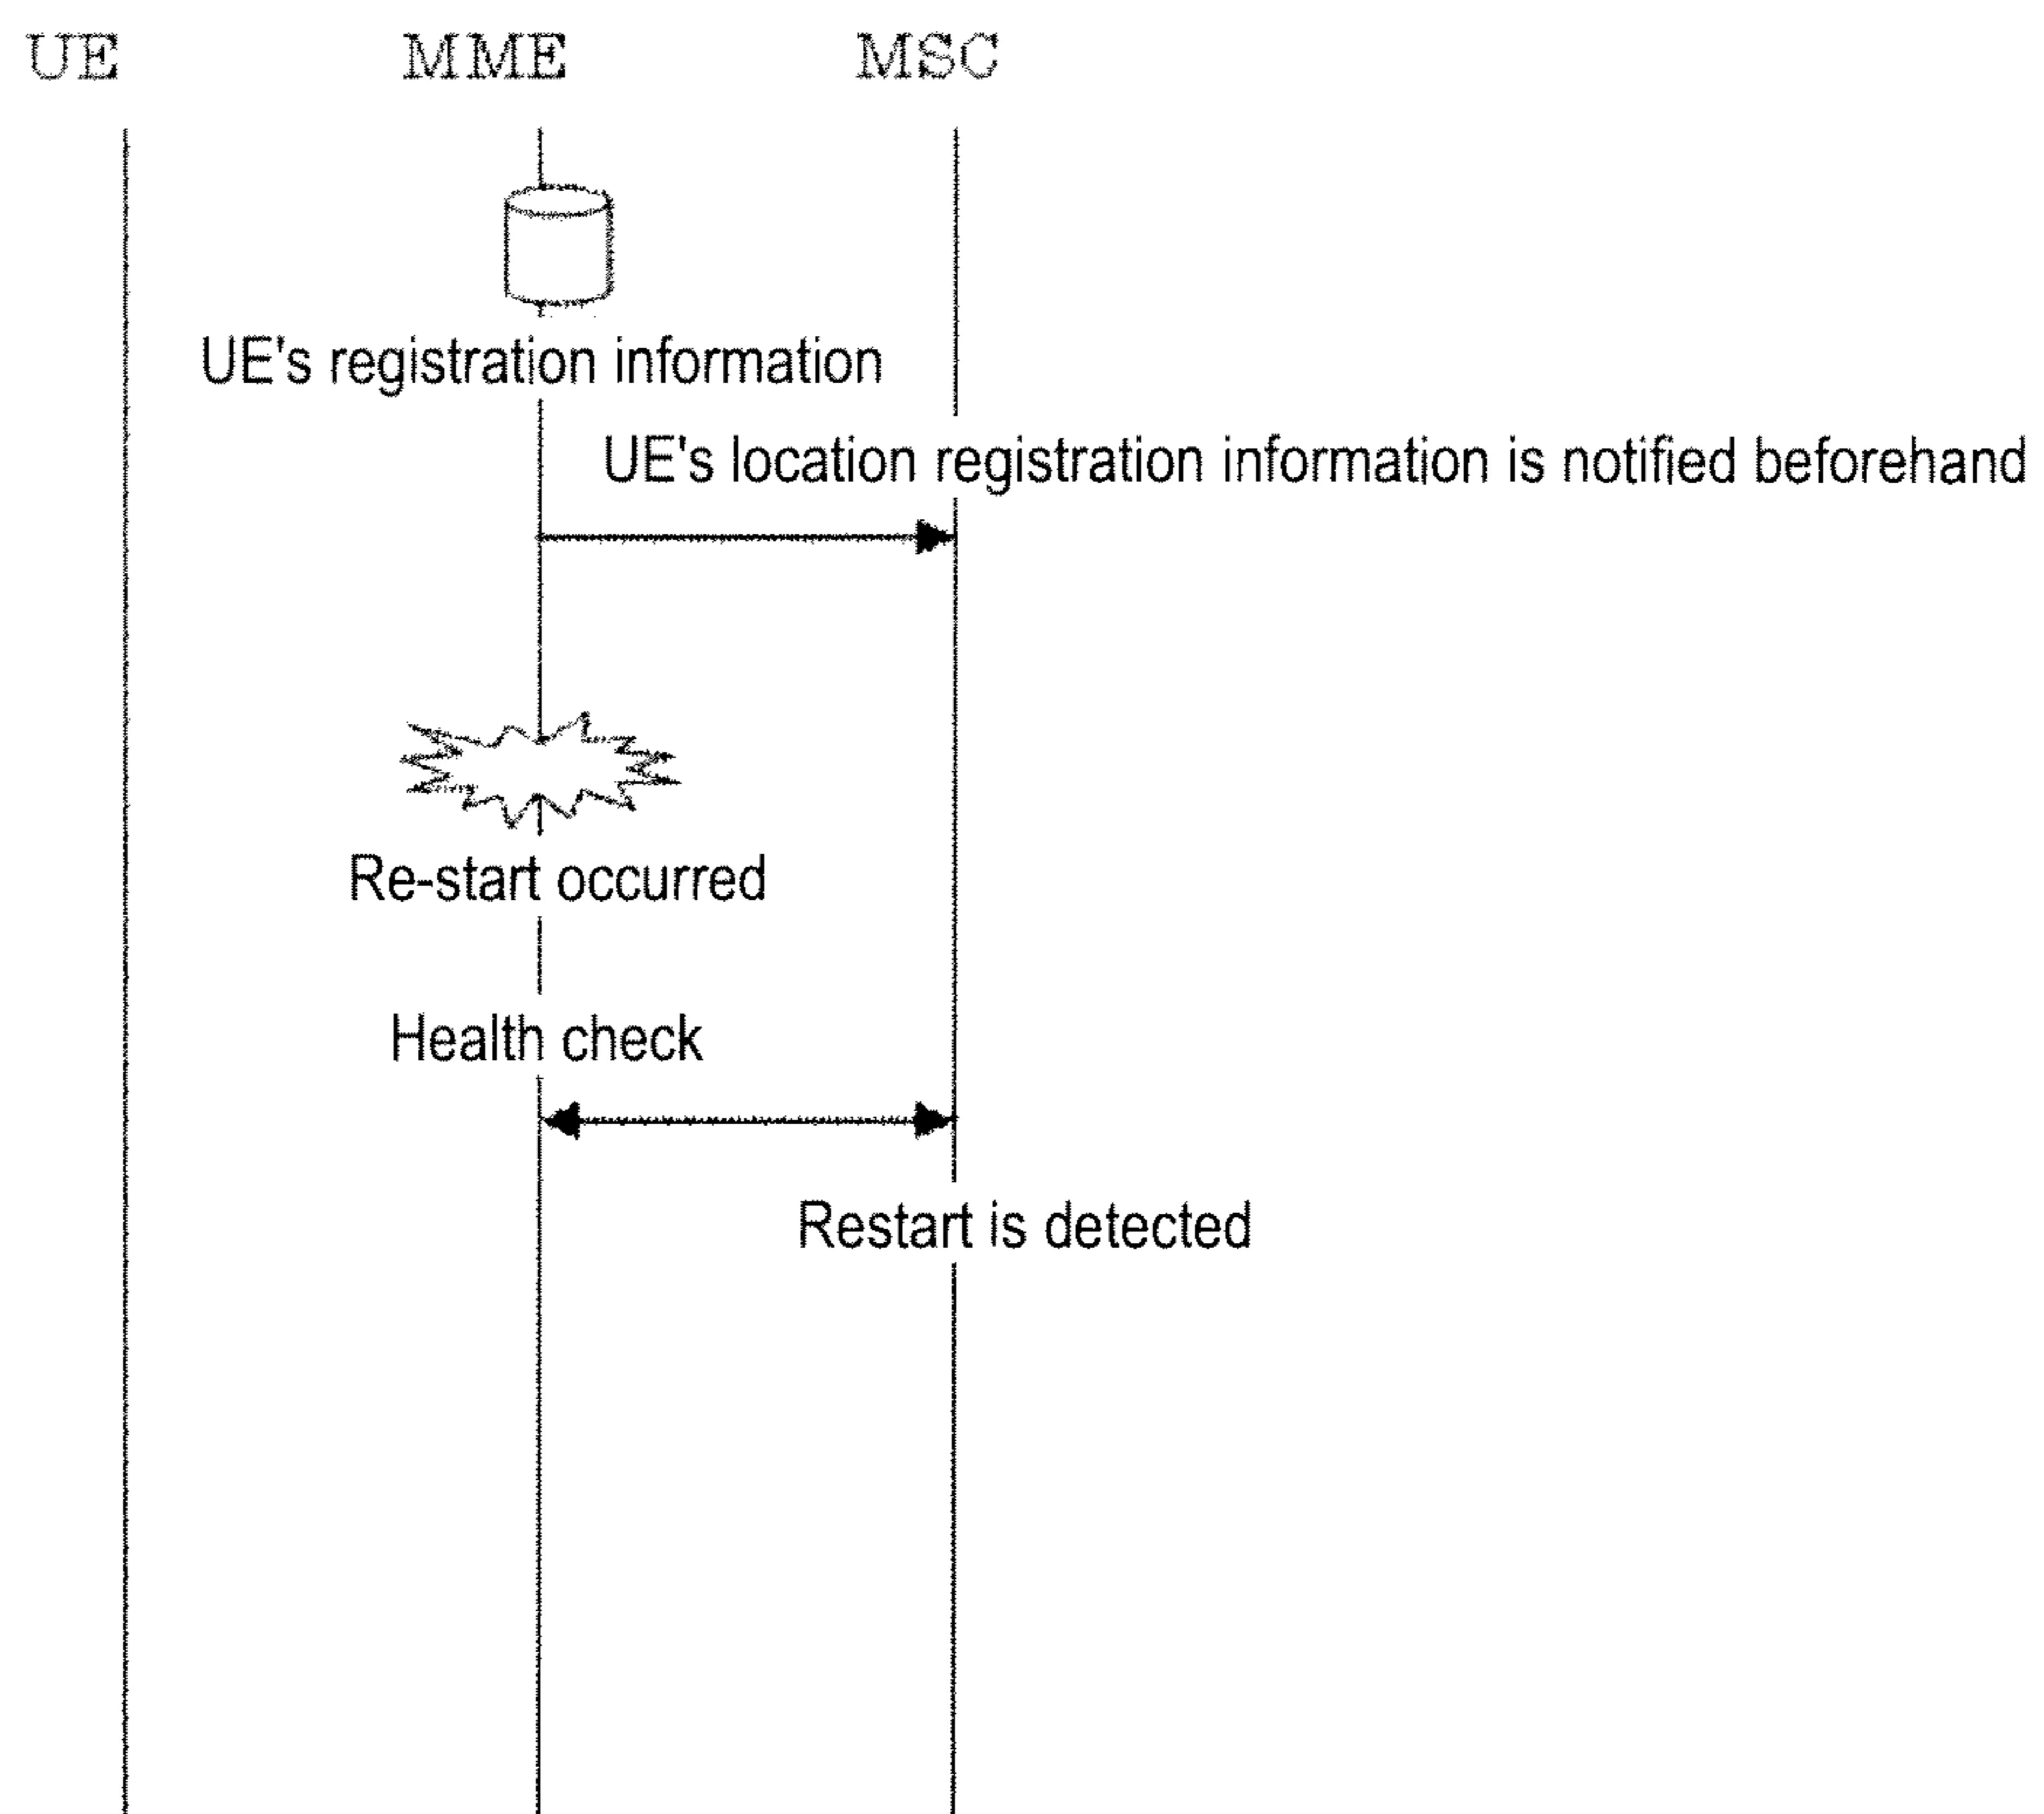 UE MME MSC
UE's registration information
UE's location registration information is notified beforehand
Re-start occurred
Health check
Restart is detected